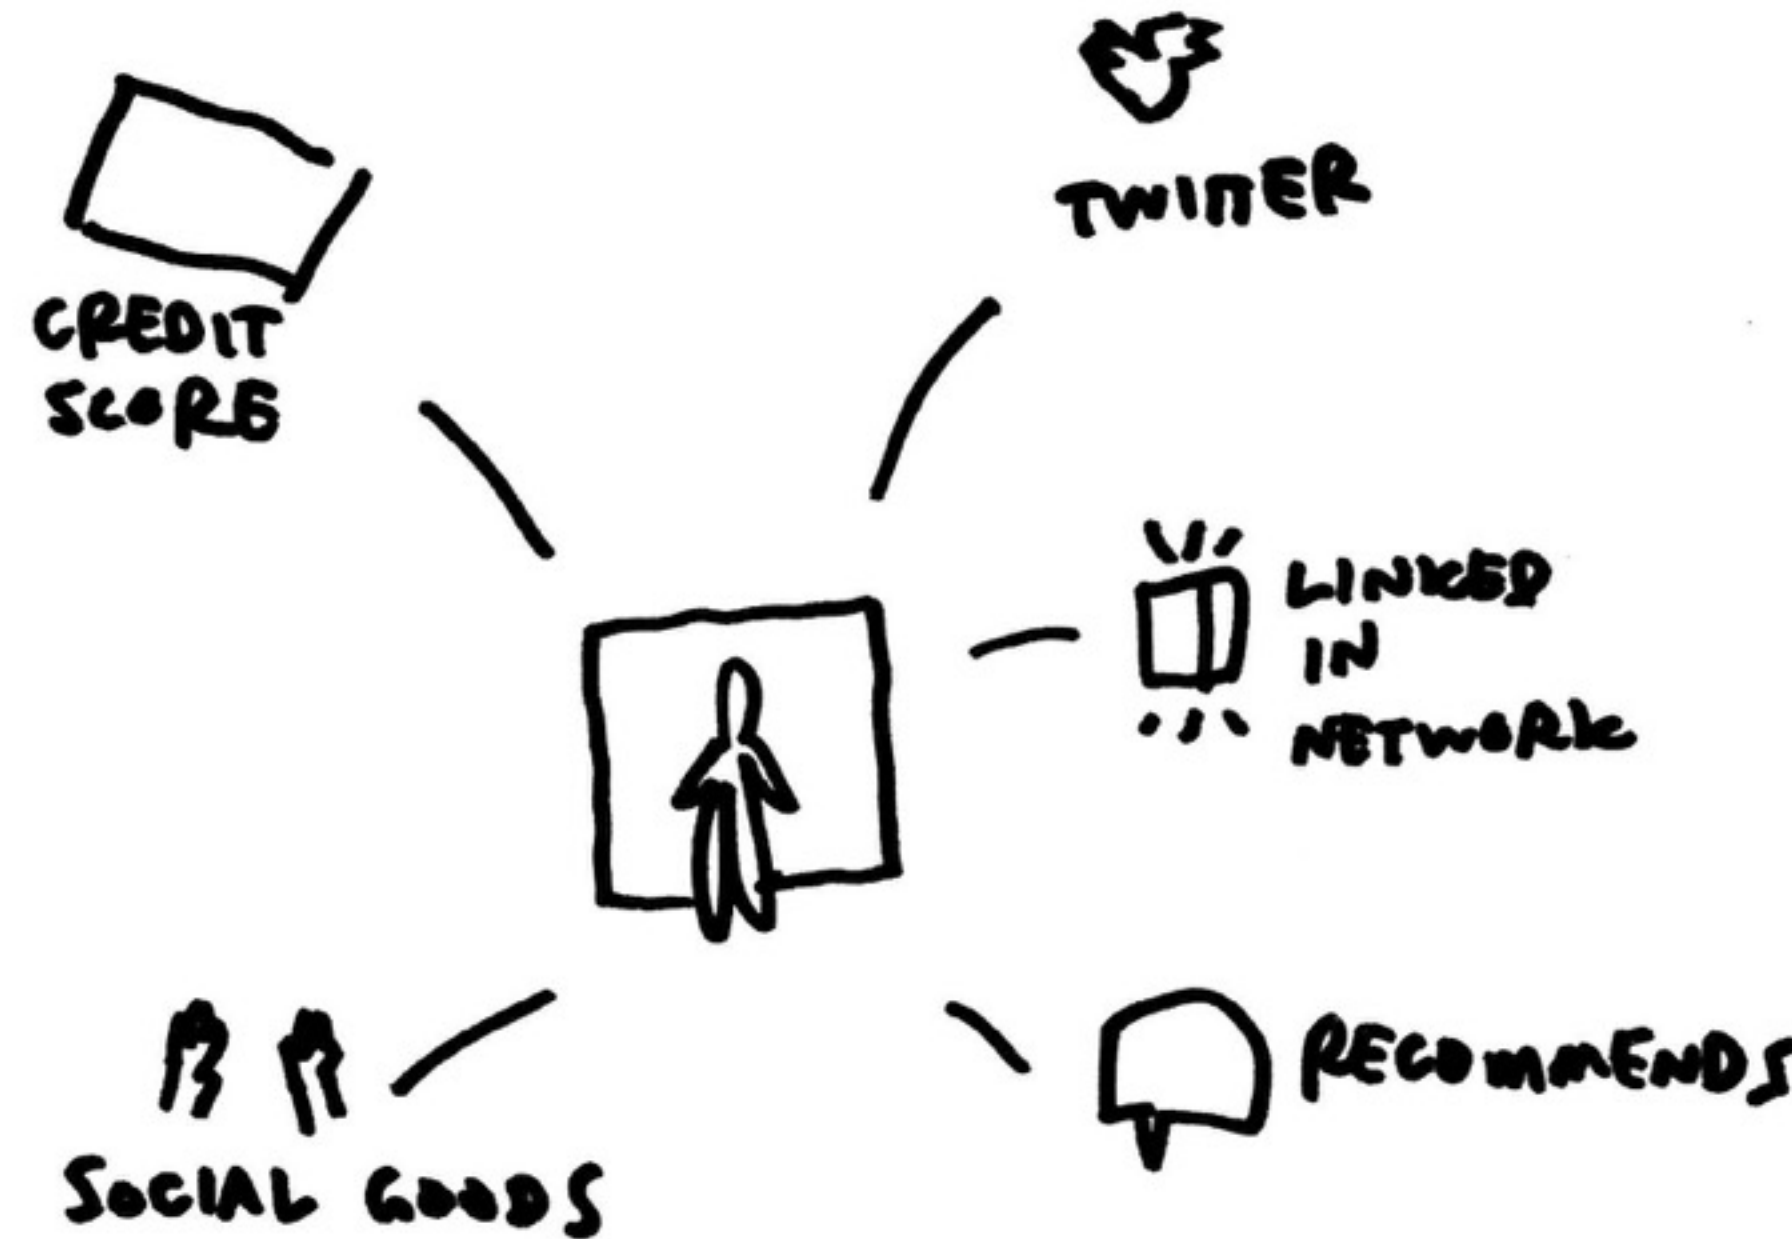 TWITTER
CREDIT
SCORE
LINKED
IN
NETWORK
RECOMMENDS
SOCIAL GOODS